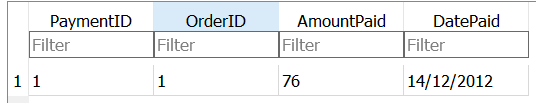 PaymentID OrderID AmountPaid DatePaid
Filter Filter Filter Filter
1 1 1 76 14/12/2012